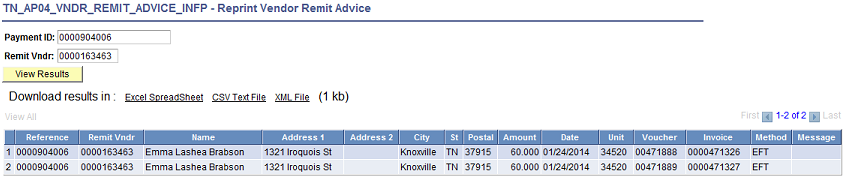 TN_AP04_VNDR_REMIT_ADVICE_INFP - Reprint Vendor Remit Advice
Payment ID: 0000904006
Remit Vndr: 0000163463
View Results
Download results in : Excel SpreadSheet CSV Text File XML File (1 kb)
View All First 1-2 of 2 Last
Reference Remit Vndr Name Address 1 Address 2 City St Postal Amount Date Unit Voucher Invoice Method Message
1 0000904006 0000163463 Emma Lashea Brabson 1321 Iroquois St Knoxville TN 37915 60.000 01/24/2014 34520 00471888 0000471326 EFT
2 0000904006 0000163463 Emma Lashea Brabson 1321 Iroquois St Knoxville TN 37915 60.000 01/24/2014 34520 00471889 0000471327 EFT